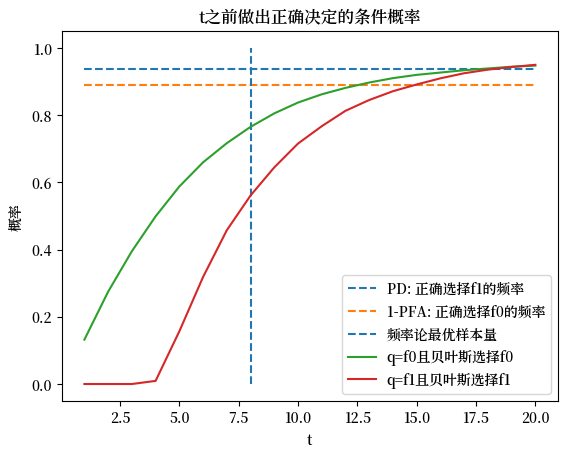 t之前做出正确决定的条件概率
1.0
0.8
0.6
0.4
0.2
0.0
概率
PD: 正确选择f1的频率
1-PFA: 正确选择f0的频率
频率论最优样本量
q=f0且贝叶斯选择f0
q=f1且贝叶斯选择f1
2.5 5.0 7.5 10.0 12.5 15.0 17.5 20.0
t